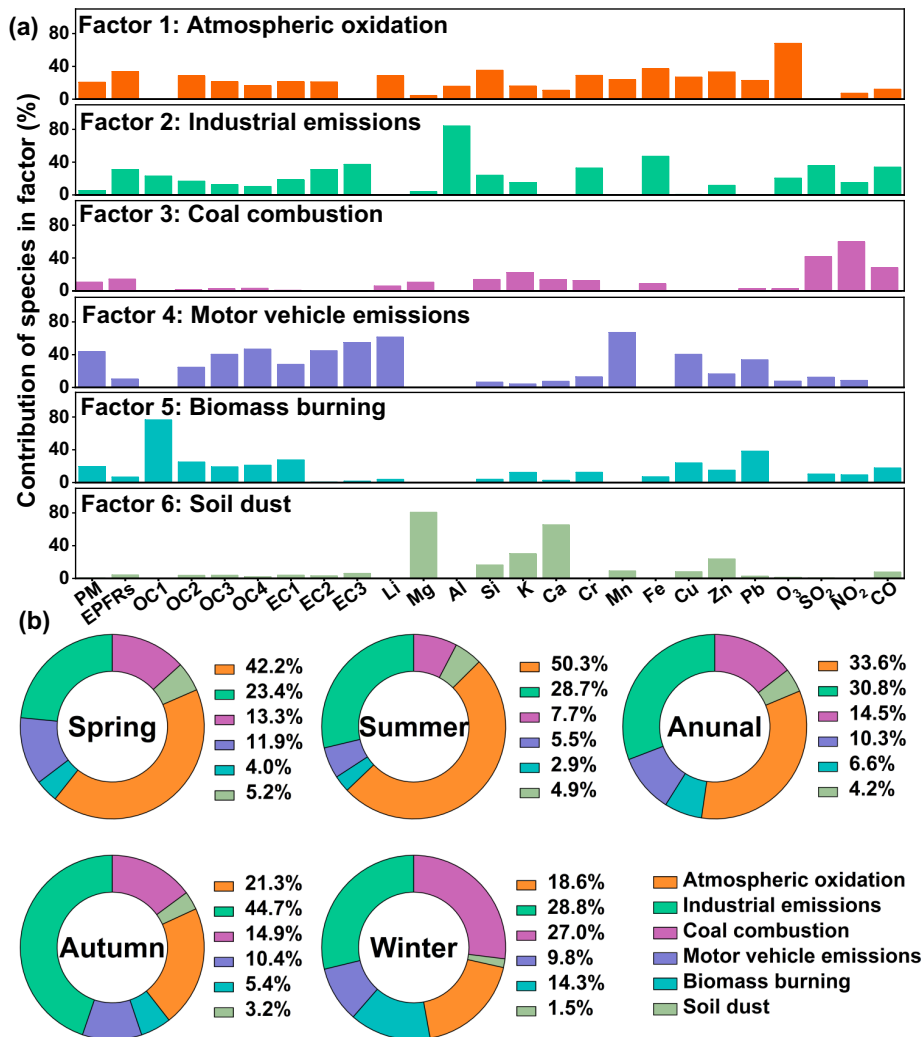 (a)
Contribution of species in factor (%)
Factor 1: Atmospheric oxidation
80
40
0
Factor 2: Industrial emissions
80
40
0
Factor 3: Coal combustion
80
40
0
Factor 4: Motor vehicle emissions
80
40
0
Factor 5: Biomass burning
80
40
0
Factor 6: Soil dust
80
40
0
PM EPFRs OC1 OC2 OC3 OC4 EC1 EC2 EC3 Li Mg Al Si K Ca Cr Mn Fe Cu Zn Pb O3 SO2 NO2 CO
(b)
Spring
42.2%
23.4%
13.3%
11.9%
4.0%
5.2%
Summer
50.3%
28.7%
7.7%
5.5%
2.9%
4.9%
Anunal
33.6%
30.8%
14.5%
10.3%
6.6%
4.2%
Autumn
21.3%
44.7%
14.9%
10.4%
5.4%
3.2%
Winter
18.6%
28.8%
27.0%
9.8%
14.3%
1.5%
Atmospheric oxidation
Industrial emissions
Coal combustion
Motor vehicle emissions
Biomass burning
Soil dust